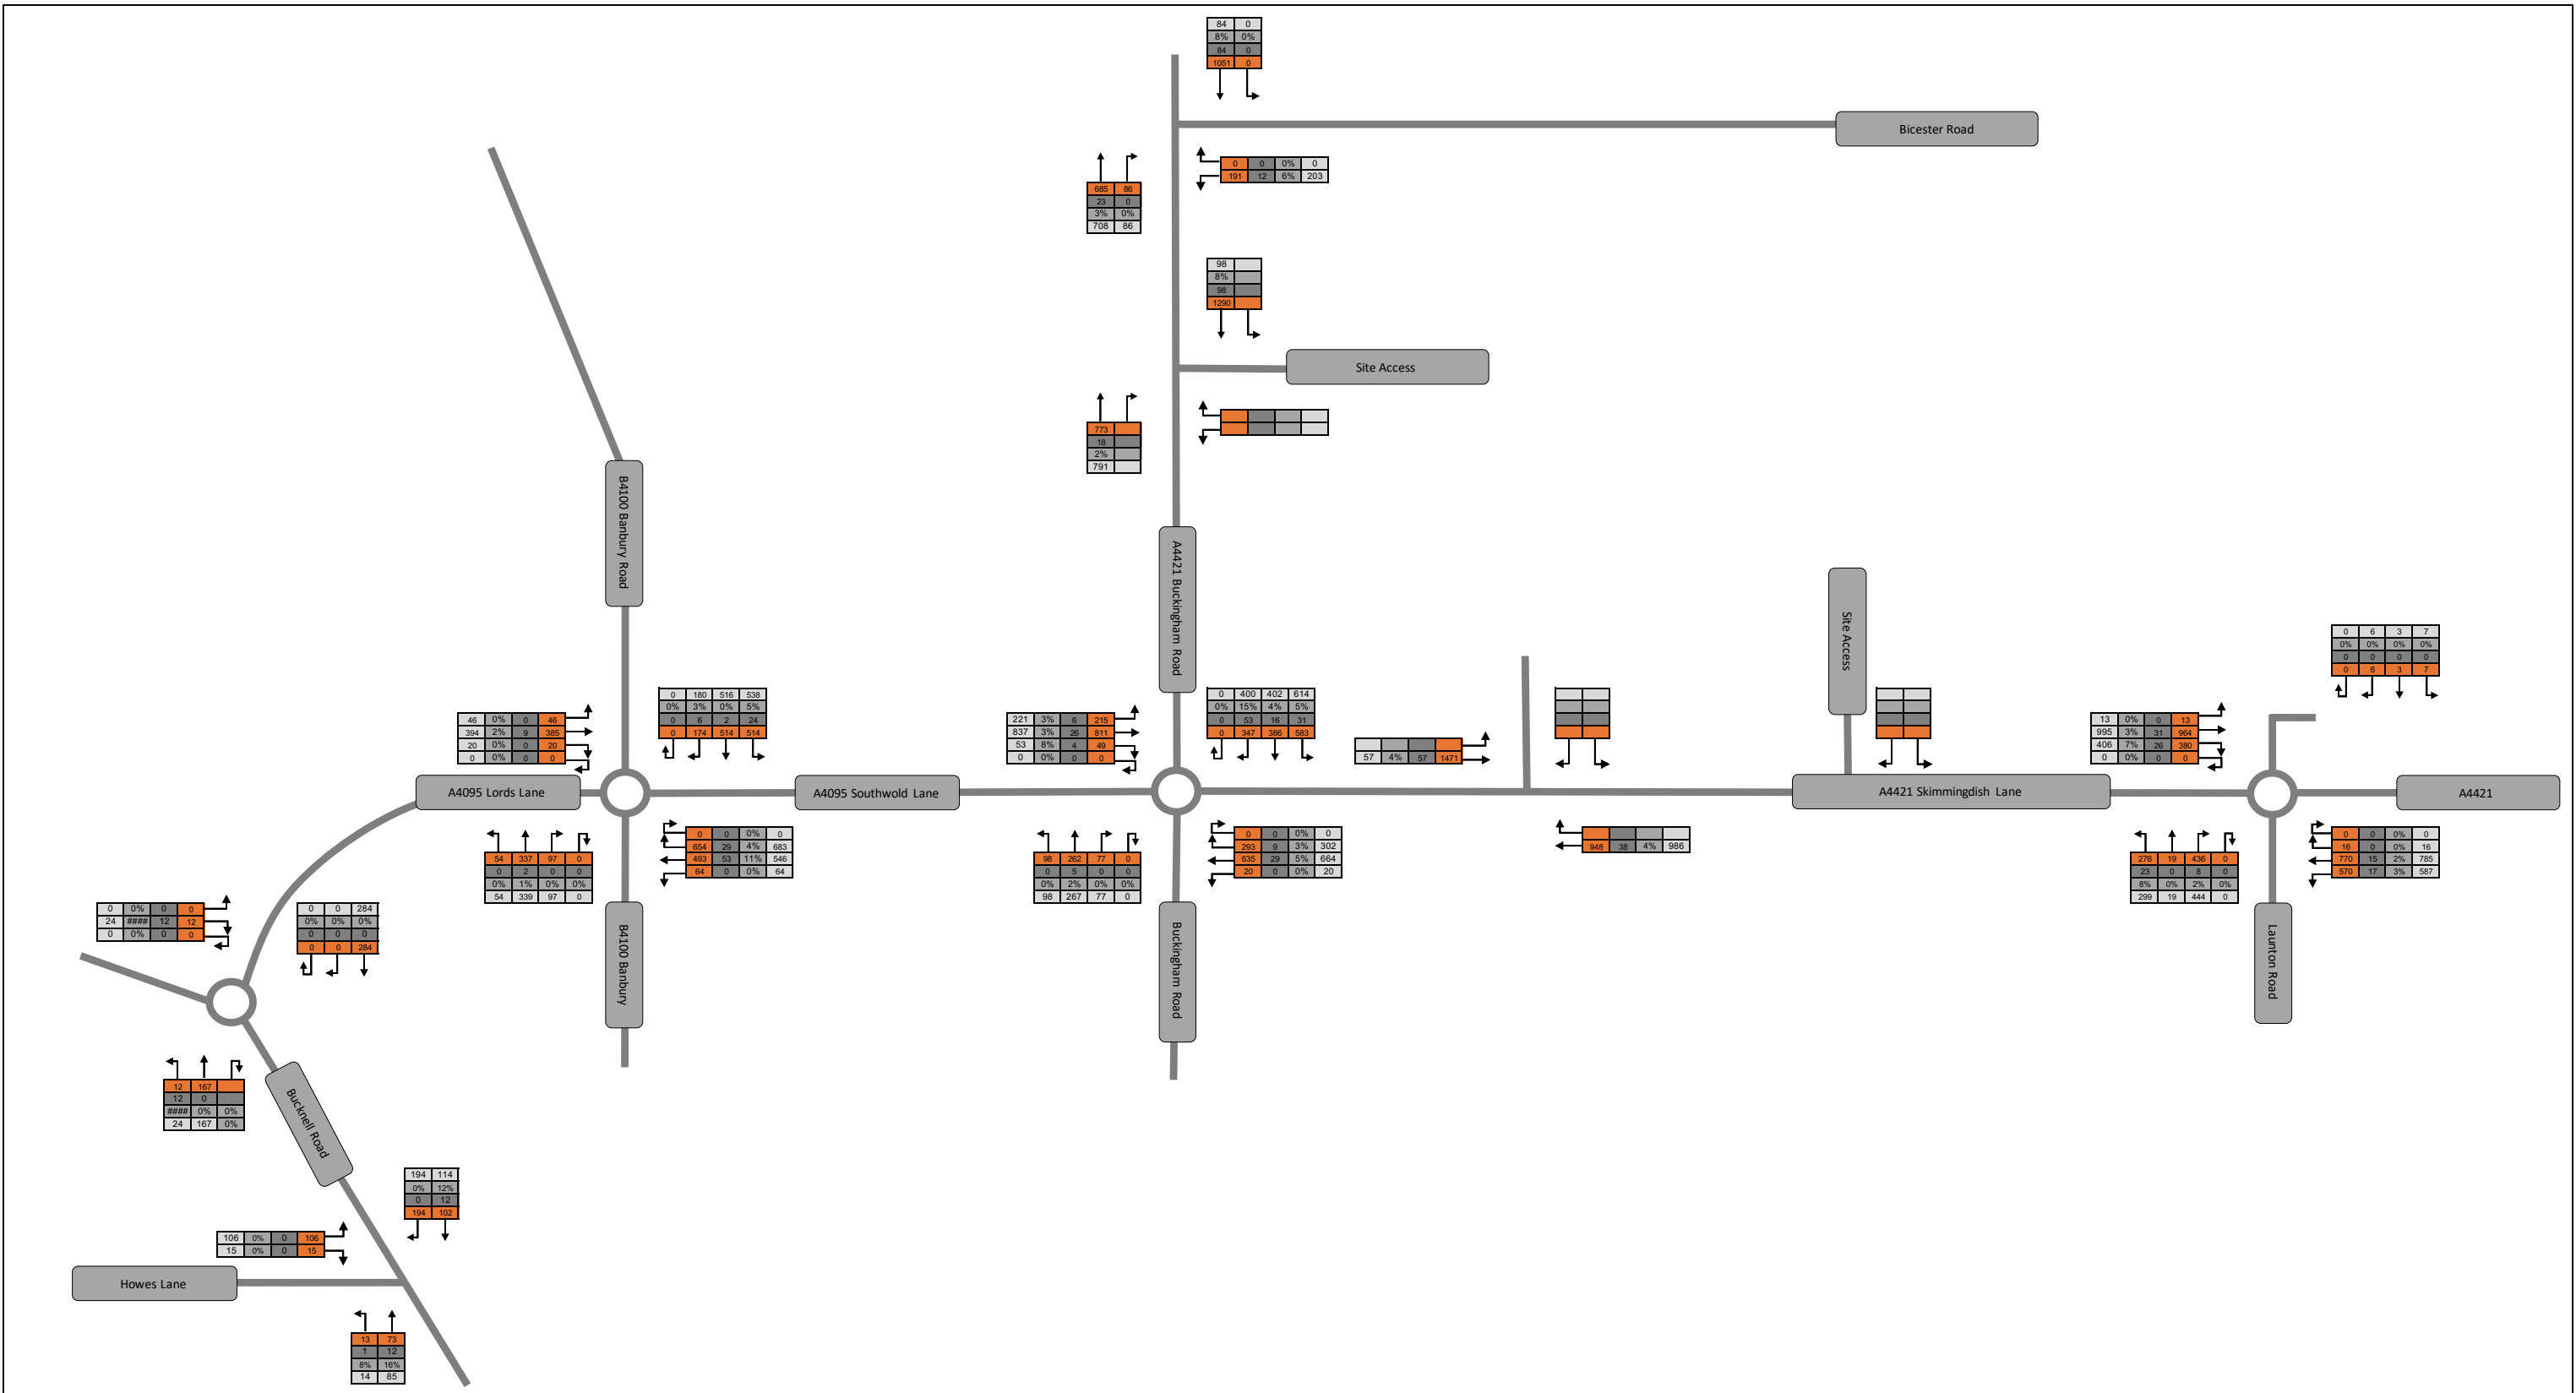 84 0
8% 0%
84 0
1051 0
Bicester Road
0 0 0% 0
191 12 6% 203
685 86
23 0
3% 0%
708 86
98
8%
98
1290
Site Access
773
18
2%
791
B4100 Banbury Road
A4421 Buckingham Road
Site Access
0 6 3 7
0% 0% 0% 0%
0 0 0 0
0 6 3 7
0 180 516 538
0% 3% 0% 5%
0 6 2 24
0 174 514 514
0 400 402 614
0% 15% 4% 5%
0 53 16 31
0 347 386 583
46 0% 0 46
394 2% 9 385
20 0% 0 20
0 0% 0 0
221 3% 6 215
837 3% 26 811
53 8% 4 49
0 0% 0 0
57 4% 57 1471
13 0% 0 13
995 3% 31 964
406 7% 26 380
0 0% 0 0
A4095 Lords Lane
A4095 Southwold Lane
A4421 Skimmingdish Lane
A4421
54 337 97 0
0 2 0 0
0% 1% 0% 0%
54 339 97 0
0 0 0% 0
654 29 4% 683
493 53 11% 546
64 0 0% 64
98 262 77 0
0 5 0 0
0% 2% 0% 0%
98 267 77 0
0 0 0% 0
293 9 3% 302
635 29 5% 664
20 0 0% 20
948 38 4% 986
276 19 436 0
23 0 8 0
8% 0% 2% 0%
299 19 444 0
0 0 0% 0
16 0 0% 16
770 15 2% 785
570 17 3% 587
0 0% 0 0
24 #### 12 12
0 0% 0 0
0 0 284
0% 0% 0%
0 0 0
0 0 284
B4100 Banbury
Buckingham Road
Launton Road
12 167
12 0
#### 0% 0%
24 167 0%
Bucknell Road
194 114
0% 12%
0 12
194 102
106 0% 0 106
15 0% 0 15
Howes Lane
13 73
1 12
8% 16%
14 85